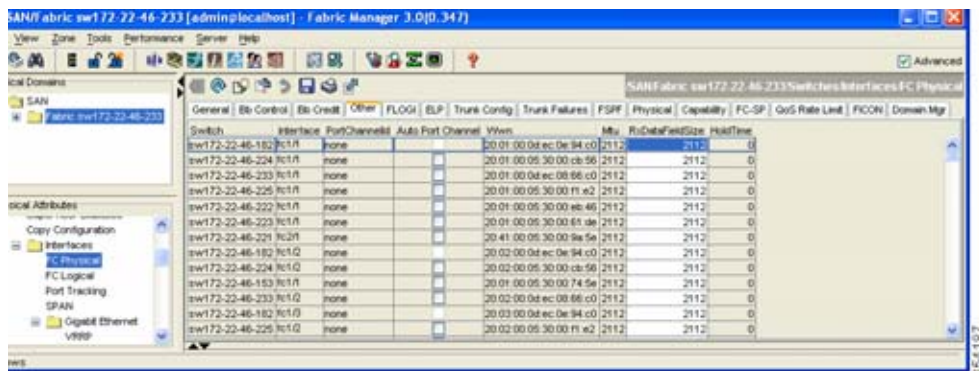 SAN/Fabric sw172-22-46-233 [admin@localhost] - Fabric Manager 3.0(0.347)
View Zone Tools Performance Server Help
Advanced
ical Domains
SAN
Fabric sw172-22-46-233
SAN/Fabric sw172-22-46-233/Switches/Interfaces/FC Physical
General Bb Control Bb Credit Other FLOGI ELP Trunk Config Trunk Failures FSPF Physical Capability FC-SP QoS Rate Limit FICON Domain Mgr
Switch Interface PortChannelId Auto Port Channel Wwn Mtu RxDataFieldSize HoldTime
sw172-22-46-182 fc1/1 none 20:01:00:0d:ec:0e:94:c0 2112 2112 0
sw172-22-46-224 fc1/1 none 20:01:00:05:30:00:cb:56 2112 2112 0
sw172-22-46-233 fc1/1 none 20:01:00:0d:ec:08:66:c0 2112 2112 0
sw172-22-46-225 fc1/1 none 20:01:00:05:30:00:f1:e2 2112 2112 0
sw172-22-46-222 fc1/1 none 20:01:00:05:30:00:eb:46 2112 2112 0
sw172-22-46-223 fc1/1 none 20:01:00:05:30:00:61:de 2112 2112 0
sw172-22-46-221 fc2/1 none 20:41:00:05:30:00:9a:5e 2112 2112 0
sw172-22-46-182 fc1/2 none 20:02:00:0d:ec:0e:94:c0 2112 2112 0
sw172-22-46-224 fc1/2 none 20:02:00:05:30:00:cb:56 2112 2112 0
sw172-22-46-153 fc1/1 none 20:01:00:05:30:00:74:5e 2112 2112 0
sw172-22-46-233 fc1/2 none 20:02:00:0d:ec:08:66:c0 2112 2112 0
sw172-22-46-182 fc1/3 none 20:03:00:0d:ec:0e:94:c0 2112 2112 0
sw172-22-46-225 fc1/2 none 20:02:00:05:30:00:f1:e2 2112 2112 0
sical Attributes
Copy Configuration
Interfaces
FC Physical
FC Logical
Port Tracking
SPAN
Gigabit Ethernet
VRRP
ows